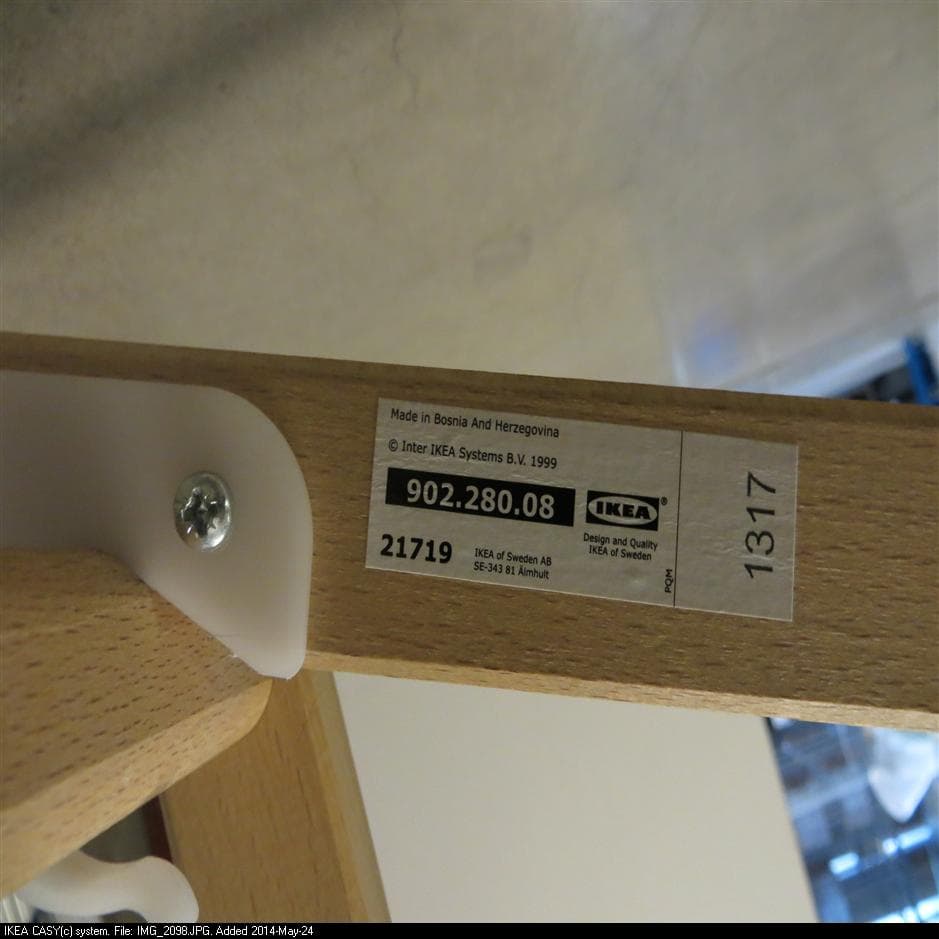 Made in Bosnia And Herzegovina
© Inter IKEA Systems B.V. 1999
902.280.08
IKEA®
Design and Quality
IKEA of Sweden
21719
IKEA of Sweden AB
SE-343 81 Älmhult
PQM
1317
IKEA CASY(c) system. File: IMG_2098.JPG. Added 2014-May-24